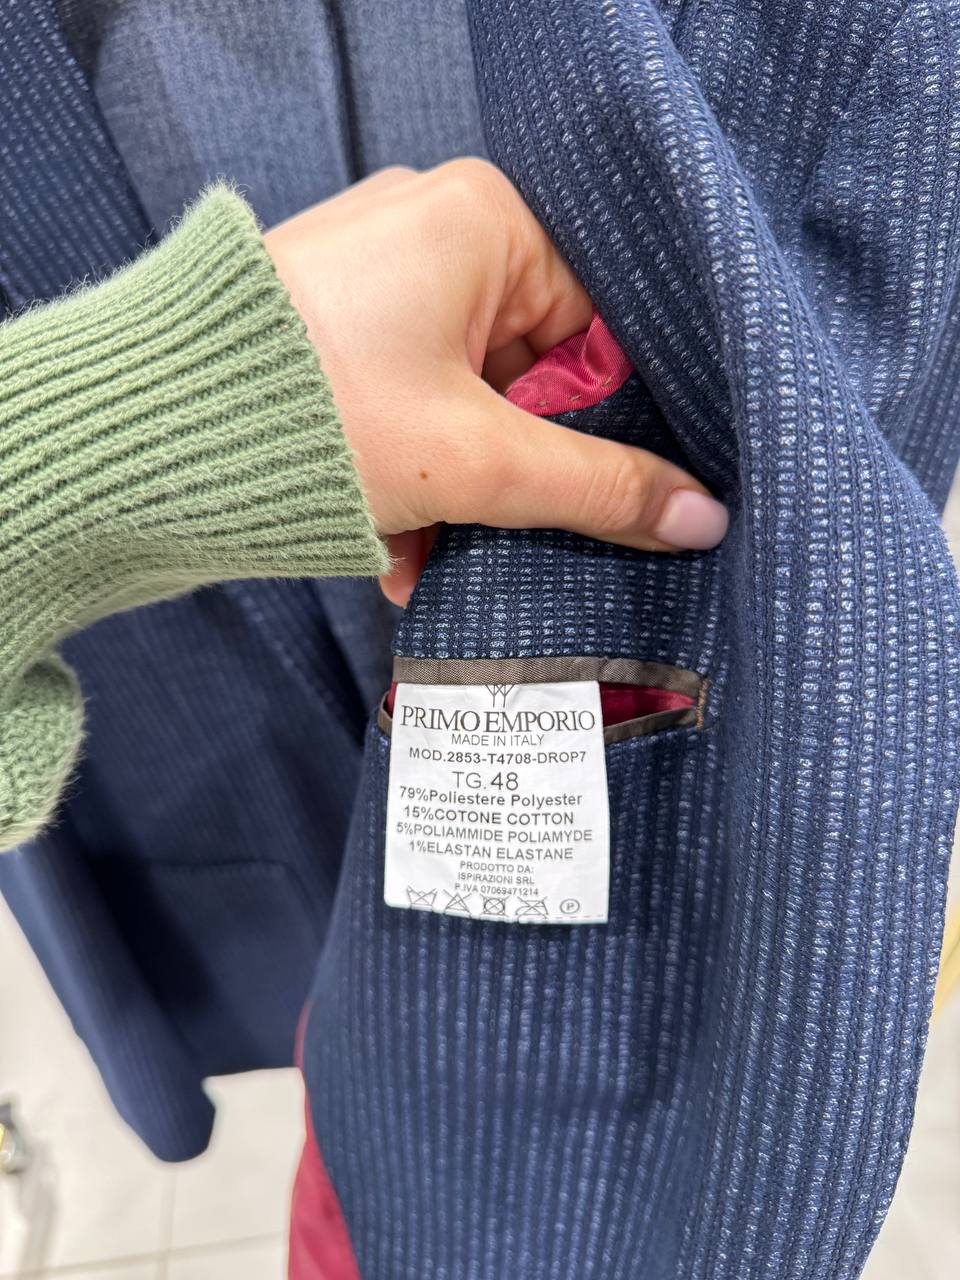 PRIMO EMPORIO
MADE IN ITALY
MOD.2853-T4708-DROP7
TG.48
79%Poliestere Polyester
15%COTONE COTTON
5%POLIAMMIDE POLIAMYDE
1%ELASTAN ELASTANE
PRODOTTO DA:
ISPIRAZIONI SRL
P.IVA 07069471214
P